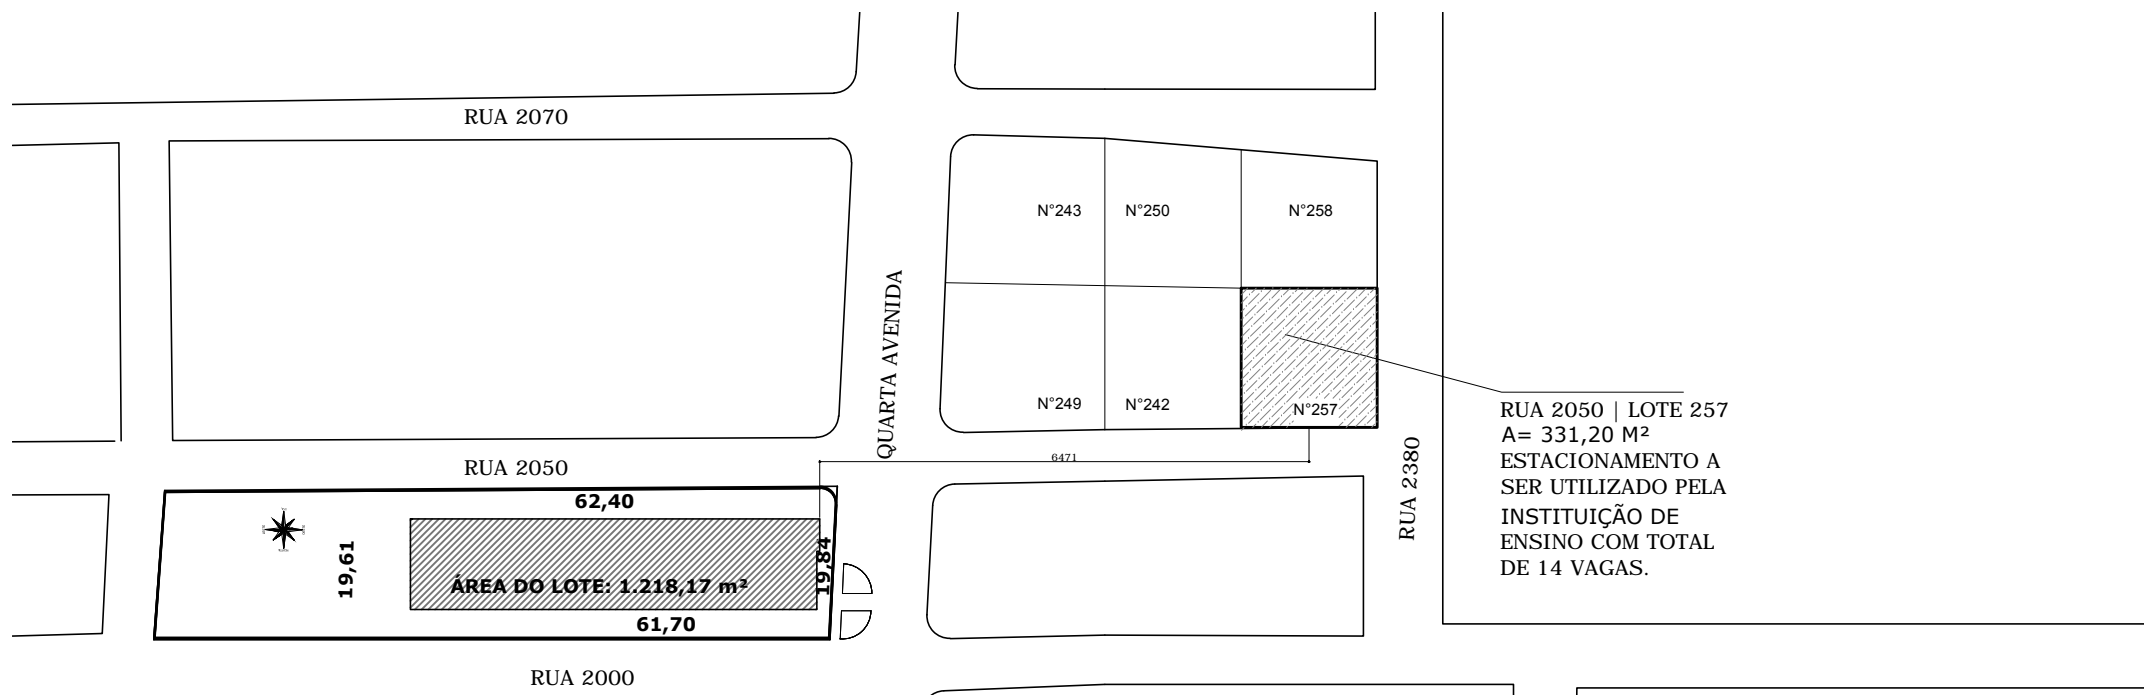 RUA 2070
N°243
N°250
N°258
QUARTA AVENIDA
N°249
N°242
N°257
RUA 2050 | LOTE 257
A= 331,20 M²
ESTACIONAMENTO A
SER UTILIZADO PELA
INSTITUIÇÃO DE
ENSINO COM TOTAL
DE 14 VAGAS.
RUA 2380
6471
RUA 2050
62,40
19,61
19,84
ÁREA DO LOTE: 1.218,17 m²
61,70
RUA 2000